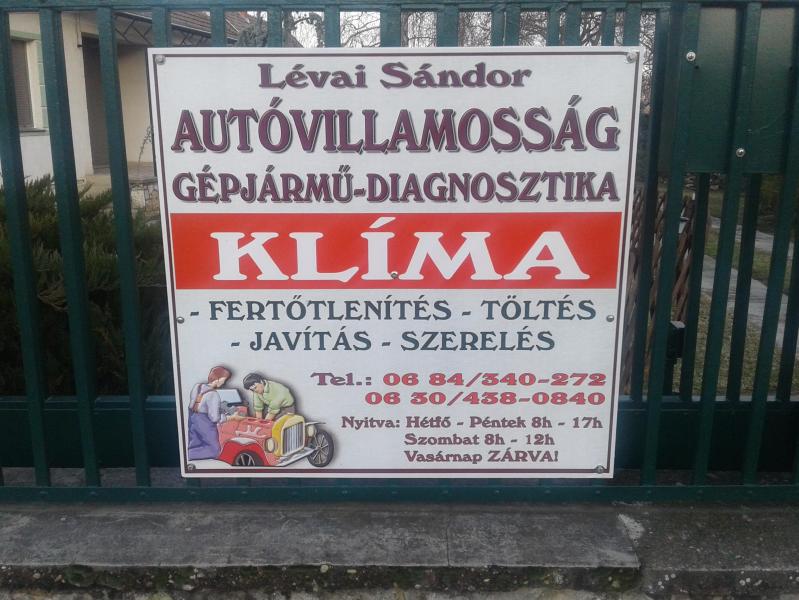 Lévai Sándor
AUTÓVILLAMOSSÁG
GÉPJÁRMŰ-DIAGNOSZTIKA
KLÍMA
- FERTŐTLENÍTÉS - TÖLTÉS
- JAVÍTÁS - SZERELÉS
Tel.: 06 84/340-272
06 30/438-0840
Nyitva: Hétfő - Péntek 8h - 17h
Szombat 8h - 12h
Vasárnap ZÁRVA!